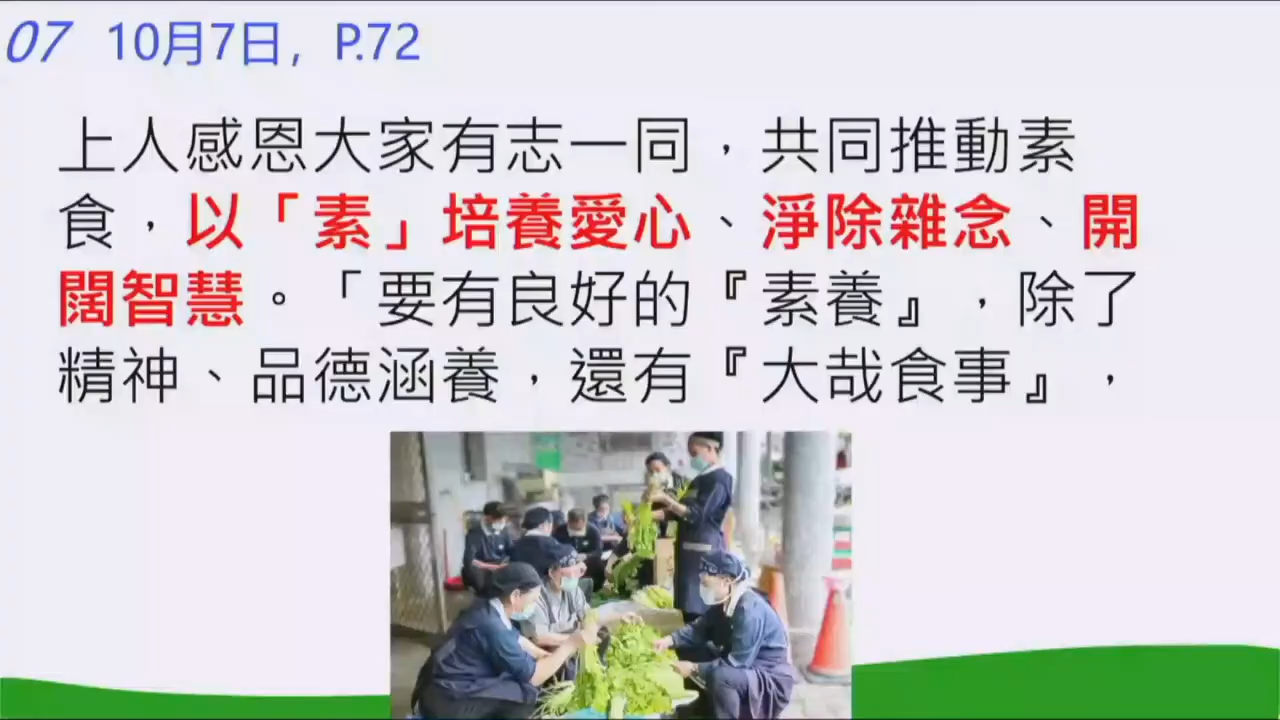 07 10月7日，P.72
上人感恩大家有志一同，共同推動素
食，以「素」培養愛心、淨除雜念、開
闊智慧。「要有良好的『素養』，除了
精神、品德涵養，還有『大哉食事』，